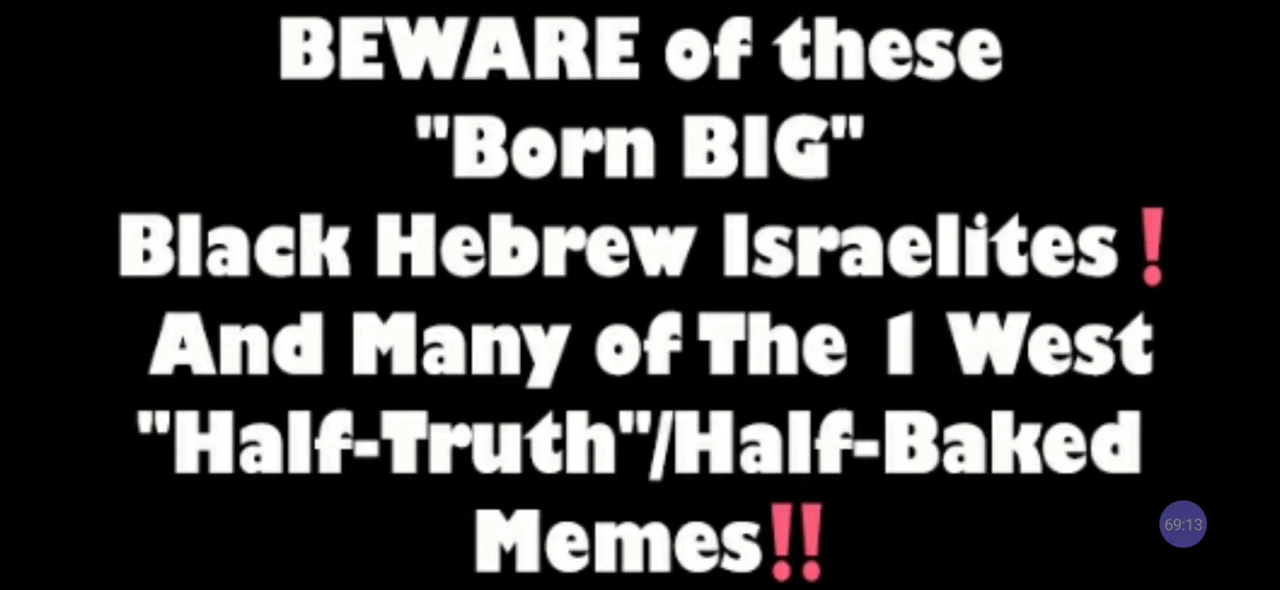 BEWARE of these
"Born BIG"
Black Hebrew Israelites❗
And Many of The 1 West
"Half-Truth"/Half-Baked
Memes‼️
69:13